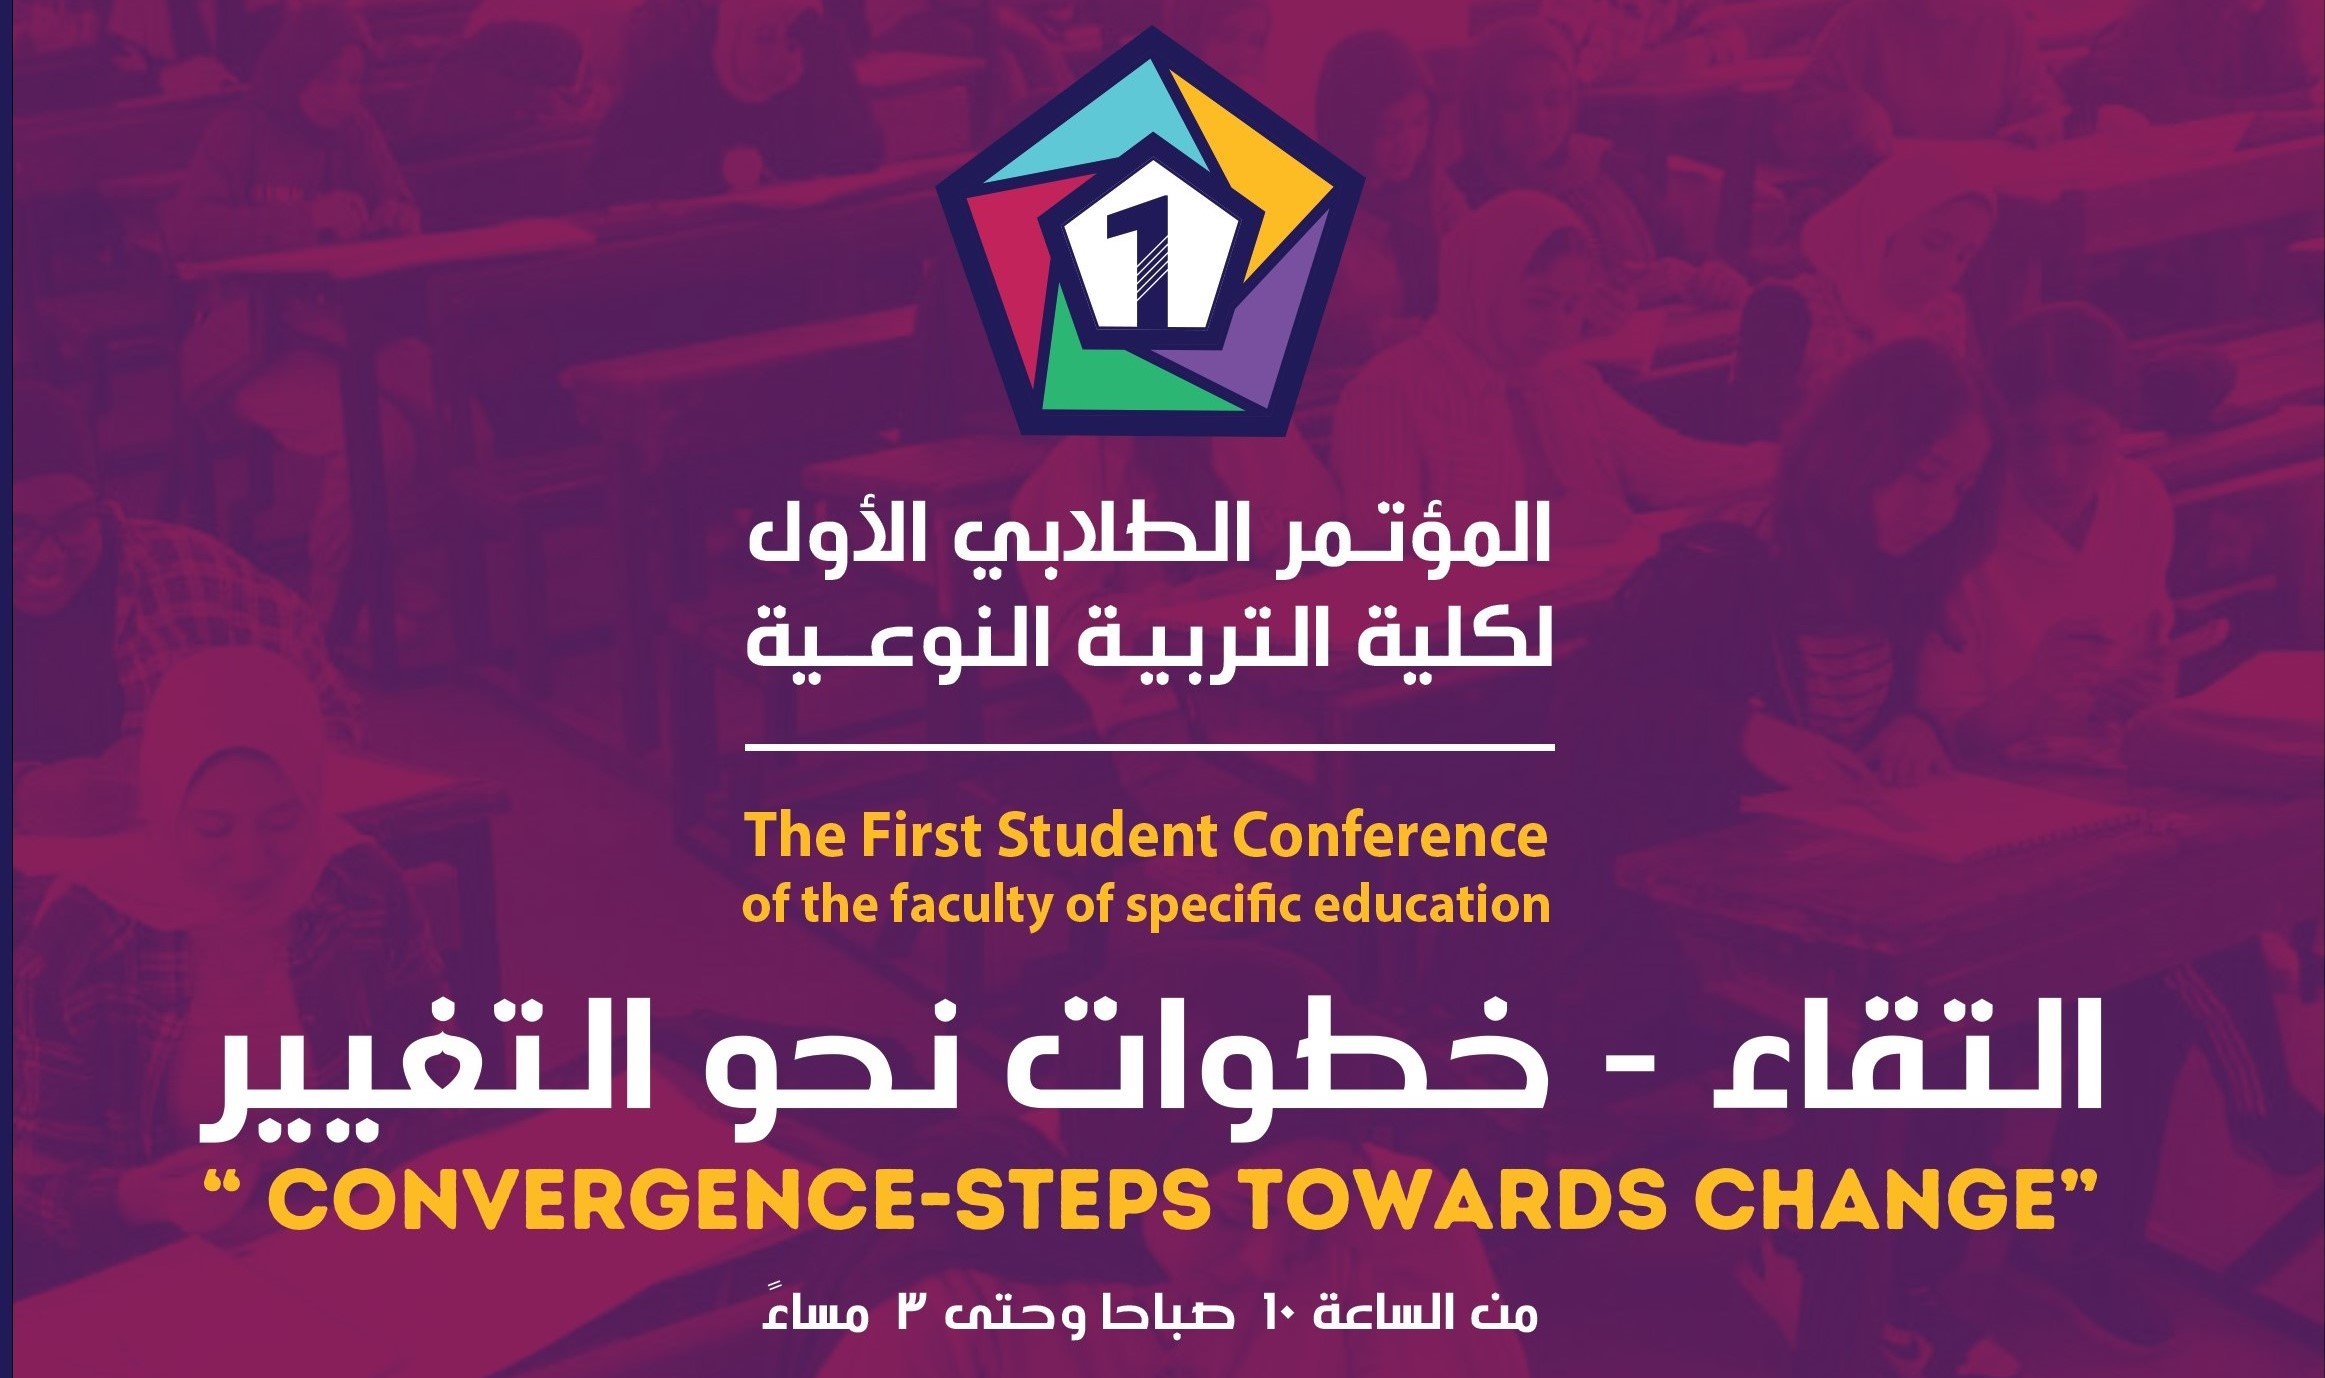 1
المؤتمر الطلابي الأول
لكلية التربية النوعية
The First Student Conference
of the faculty of specific education
التقاء - خطوات نحو التغيير
“ CONVERGENCE-STEPS TOWARDS CHANGE”
من الساعة ١٠ صباحا وحتى ٣ مساءً